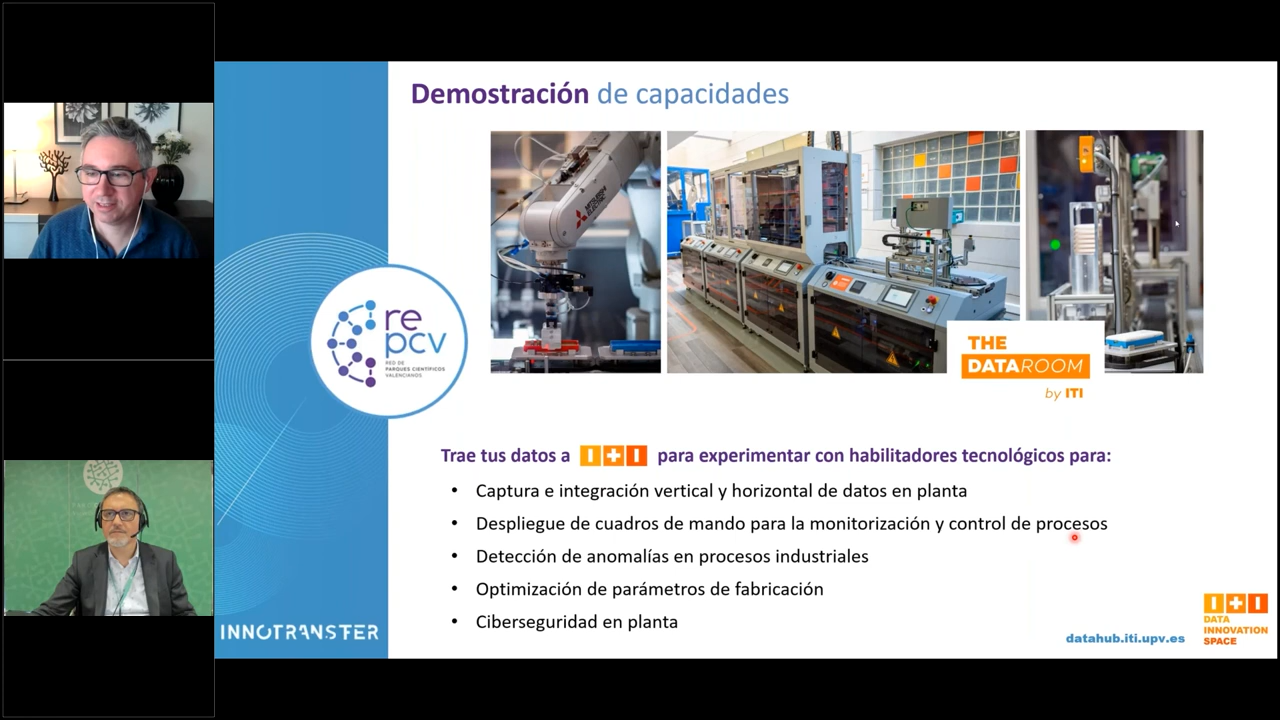 Demostración de capacidades
MITSUBISHI
ELECTRIC
re
pcv
RED DE
PARQUES CIENTÍFICOS
VALENCIANOS
THE
DATAROOM
by ITI
Trae tus datos a I+I para experimentar con habilitadores tecnológicos para:
• Captura e integración vertical y horizontal de datos en planta
• Despliegue de cuadros de mando para la monitorización y control de procesos
• Detección de anomalías en procesos industriales
• Optimización de parámetros de fabricación
• Ciberseguridad en planta
INNOTRANSFER
datahub.iti.upv.es
I+I
DATA
INNOVATION
SPACE